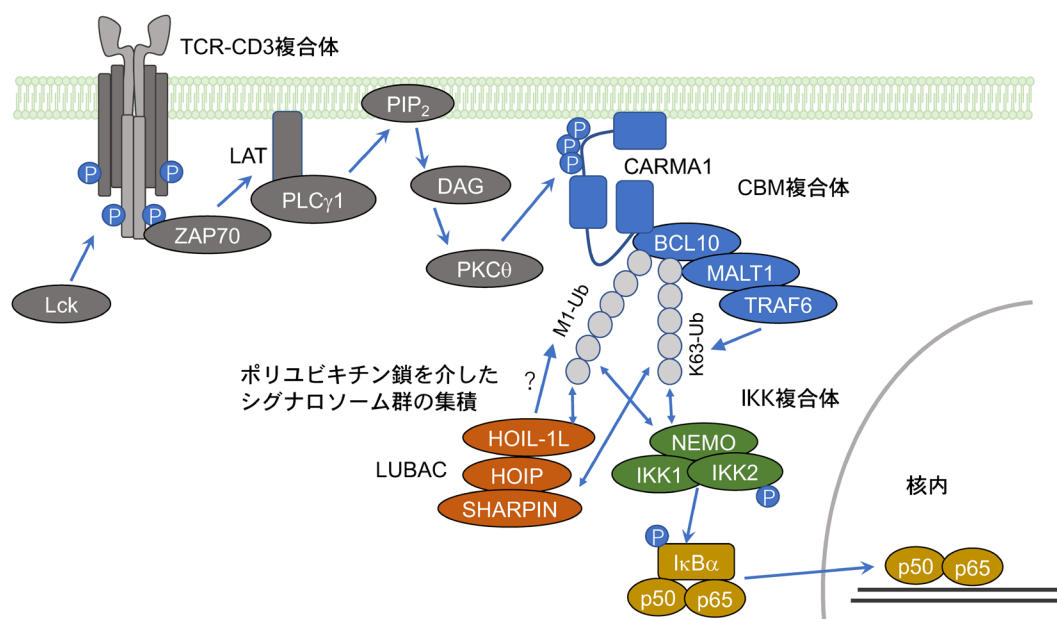 TCR-CD3複合体
PIP2
P
P
P
P
P
P
P
LAT
PLCγ1
DAG
ZAP70
PKCθ
Lck
CARMA1
CBM複合体
BCL10
MALT1
TRAF6
M1-Ub
K63-Ub
ポリユビキチン鎖を介した
シグナロソーム群の集積
?
IKK複合体
HOIL-1L
LUBAC
HOIP
SHARPIN
NEMO
IKK1
IKK2
P
P
IκBα
p50
p65
核内
p50
p65